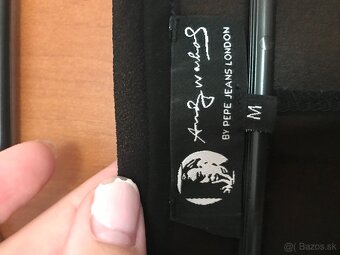 Andy Warhol
BY PEPE JEANS LONDON
M
Bazos.sk